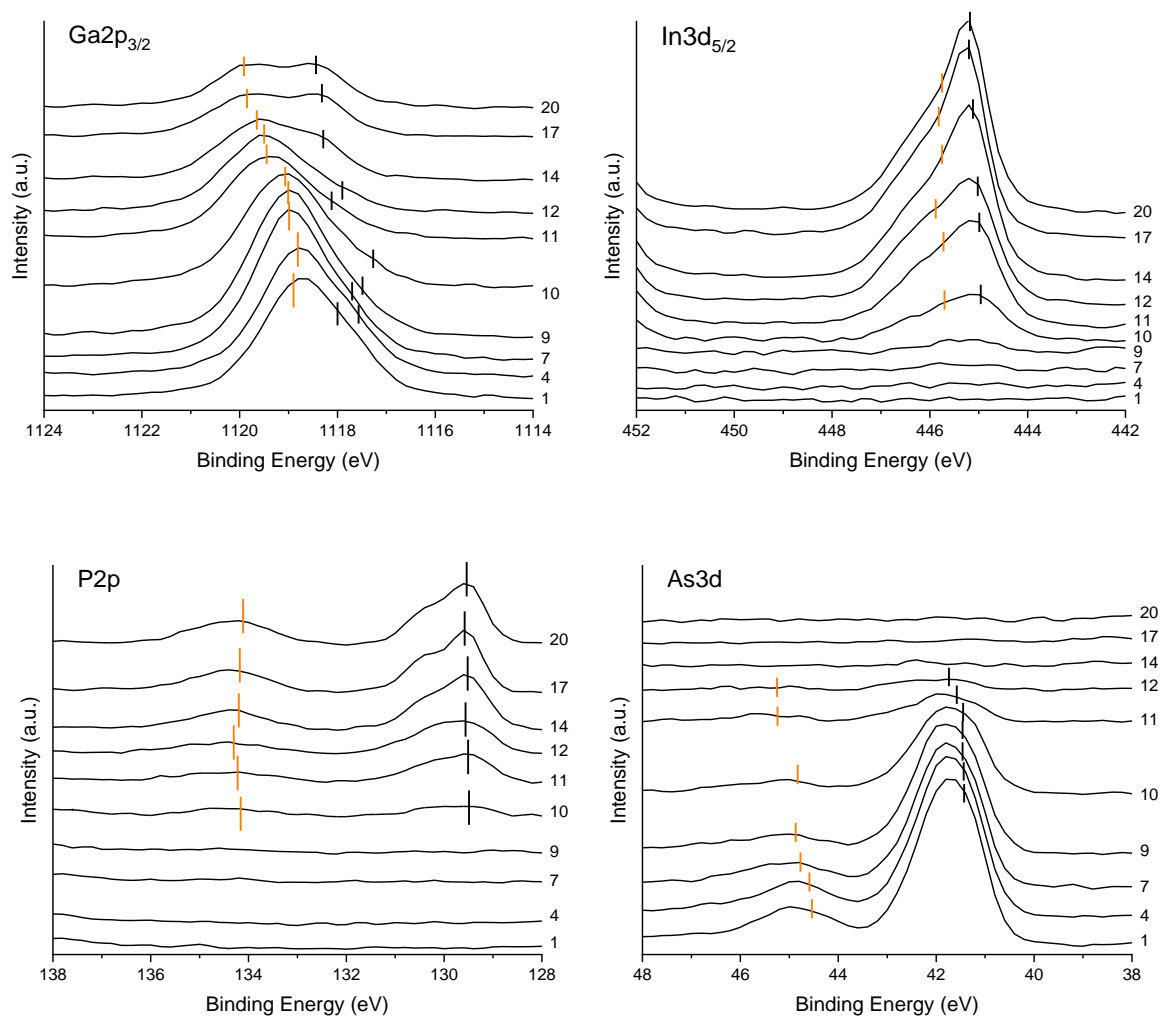 Ga2p3/2
Intensity (a.u.)
20
17
14
12
11
10
9
7
4
1
1124 1122 1120 1118 1116 1114
Binding Energy (eV)
In3d5/2
Intensity (a.u.)
20
17
14
12
11
10
9
7
4
1
452 450 448 446 444 442
Binding Energy (eV)
P2p
Intensity (a.u.)
20
17
14
12
11
10
9
7
4
1
138 136 134 132 130 128
Binding Energy (eV)
As3d
Intensity (a.u.)
20
17
14
12
11
10
9
7
4
1
48 46 44 42 40 38
Binding Energy (eV)